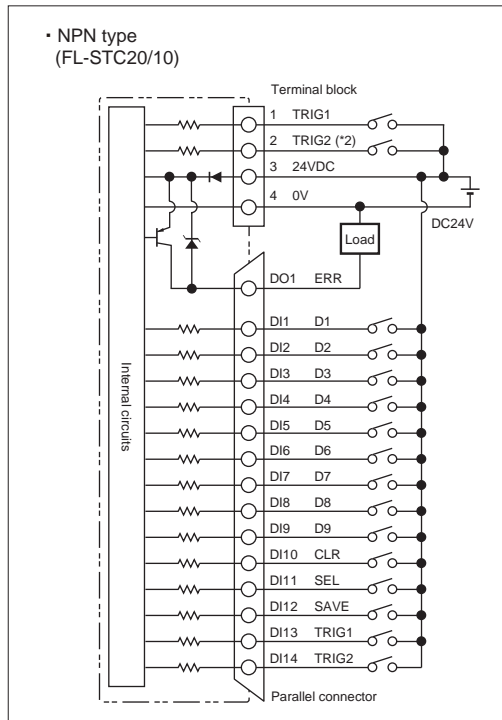 ・NPN type
(FL-STC20/10)
Terminal block
1 TRIG1
2 TRIG2 (*2)
3 24VDC
4 0V
DC24V
Load
DO1 ERR
DI1 D1
DI2 D2
DI3 D3
DI4 D4
DI5 D5
DI6 D6
DI7 D7
DI8 D8
DI9 D9
DI10 CLR
DI11 SEL
DI12 SAVE
DI13 TRIG1
DI14 TRIG2
Internal circuits
Parallel connector